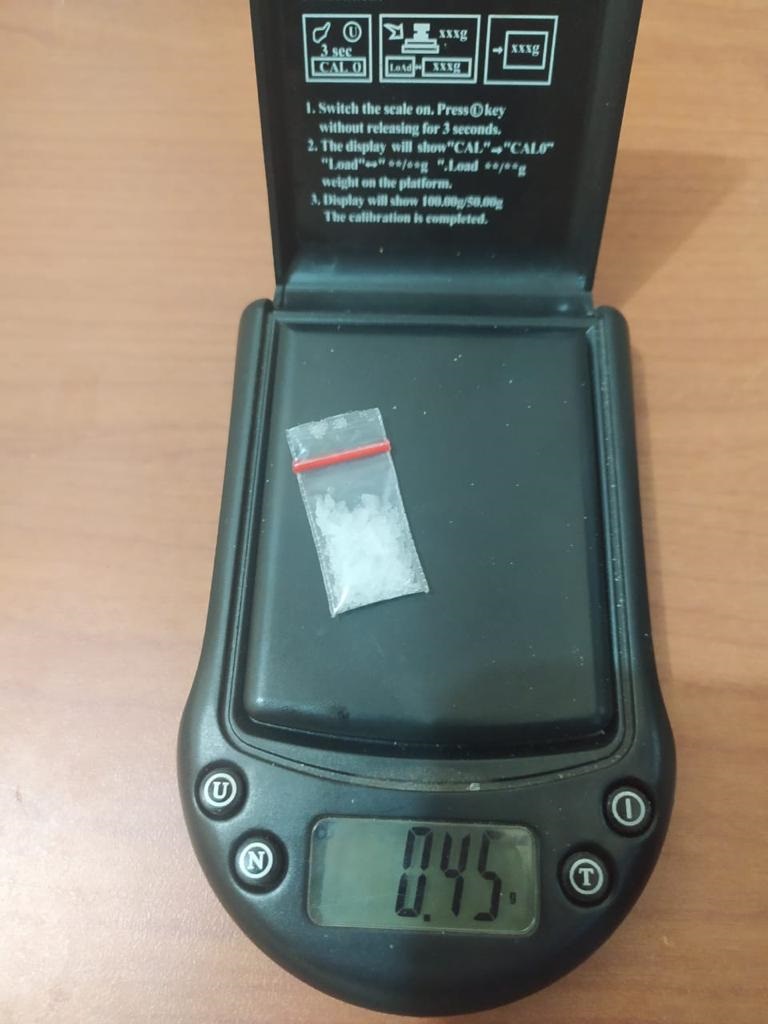 U
3 sec
CAL 0
xxxg
LoAd
xxxg
→xxxg
1. Switch the scale on. Press key
without releasing for 3 seconds.
2. The display will show"CAL"→"CAL0"
"Load"↔" **/**g ".Load **/**g
weight on the platform.
3. Display will show 100.00g/50.00g
The calibration is completed.
U
N
T
0.45 g